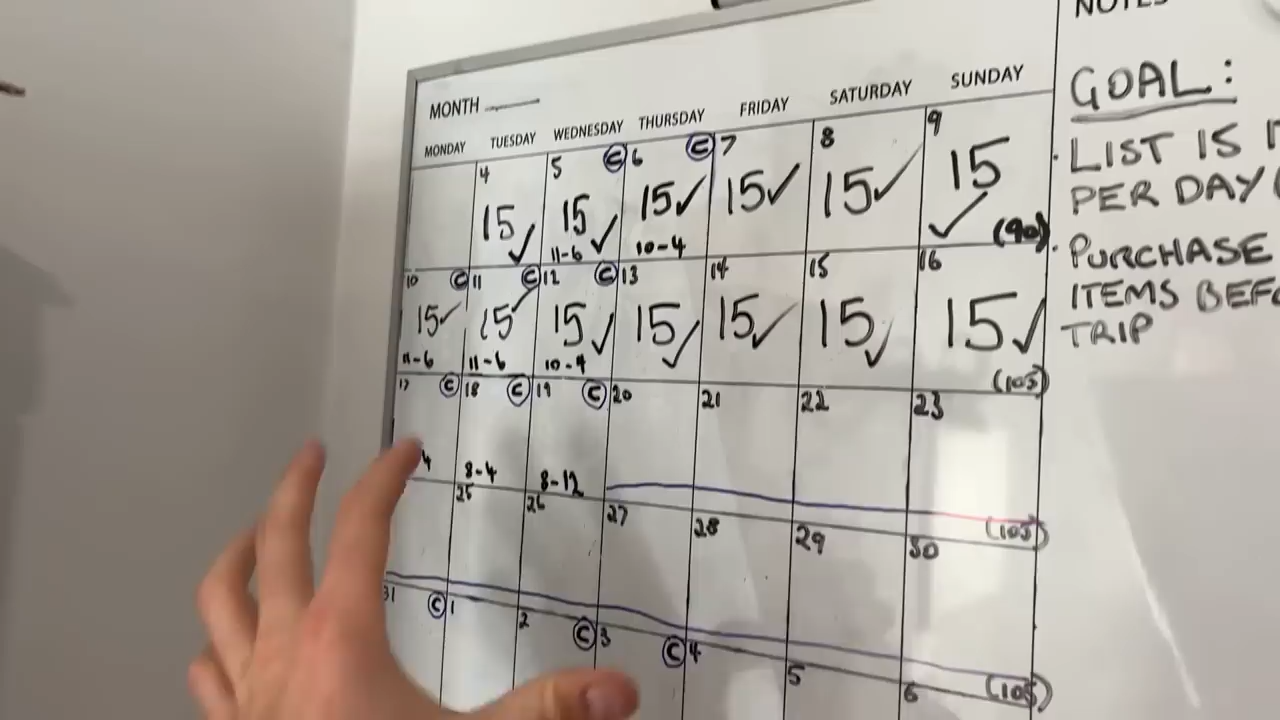 NOTES
GOAL:
LIST IS
PER DAY
PURCHASE
ITEMS
TRIP
MONTH
MONDAY TUESDAY WEDNESDAY THURSDAY FRIDAY SATURDAY SUNDAY
4 5 C 6 C 7 8 9
15✓ 15✓ 15✓ 15✓ 15✓ 15✓
11-6 10-4 (90)
10 C 11 C 12 C 13 14 15 16
15✓ 15✓ 15✓ 15✓ 15✓ 15✓ 15✓
11-6 11-6 10-4 (105)
17 C 18 C 19 C 20 21 22 23
8-4 8-12 (105)
25 26 27 28 29 30
(105)
31 C 1 2 C 3 C 4 5 6